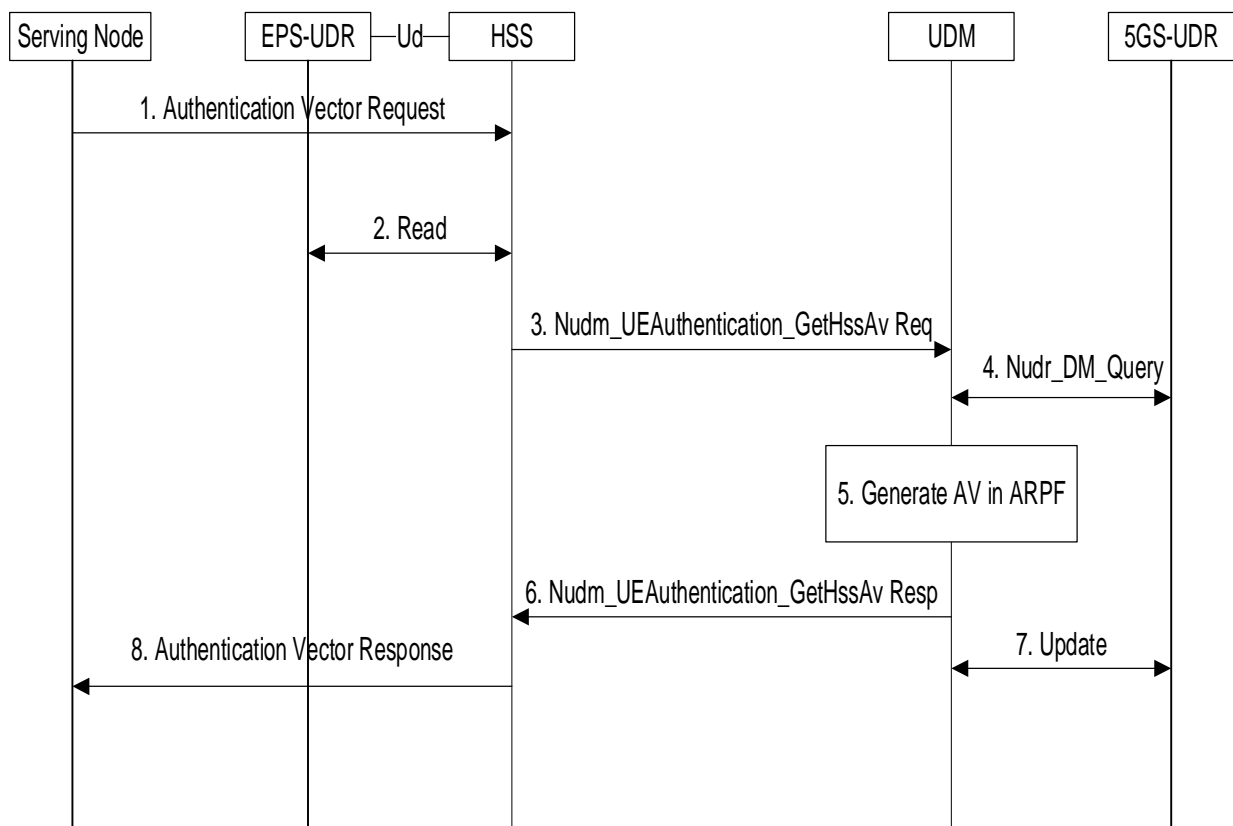 Serving Node
EPS-UDR
Ud
HSS
UDM
5GS-UDR
1. Authentication Vector Request
2. Read
3. Nudm_UEAuthentication_GetHssAv Req
4. Nudr_DM_Query
5. Generate AV in ARPF
6. Nudm_UEAuthentication_GetHssAv Resp
7. Update
8. Authentication Vector Response